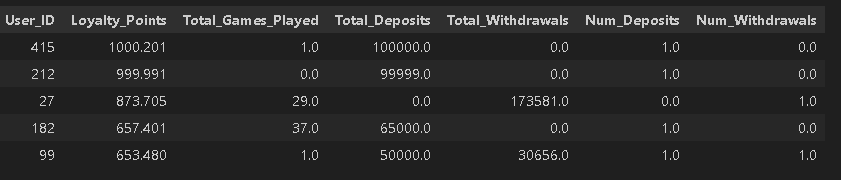 User_ID Loyalty_Points Total_Games_Played Total_Deposits Total_Withdrawals Num_Deposits Num_Withdrawals
415 1000.201 1.0 100000.0 0.0 1.0 0.0
212 999.991 0.0 99999.0 0.0 1.0 0.0
27 873.705 29.0 0.0 173581.0 0.0 1.0
182 657.401 37.0 65000.0 0.0 1.0 0.0
99 653.480 1.0 50000.0 30656.0 1.0 1.0